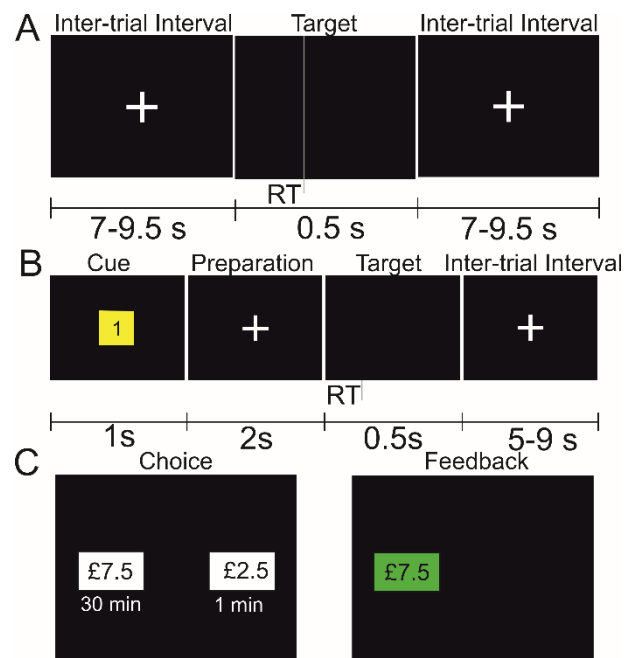 A
Inter-trial Interval Target Inter-trial Interval
RT
7-9.5 s 0.5 s 7-9.5 s
B
Cue Preparation Target Inter-trial Interval
1
RT
1s 2s 0.5s 5-9 s
C
Choice Feedback
£7.5 £2.5 £7.5
30 min 1 min